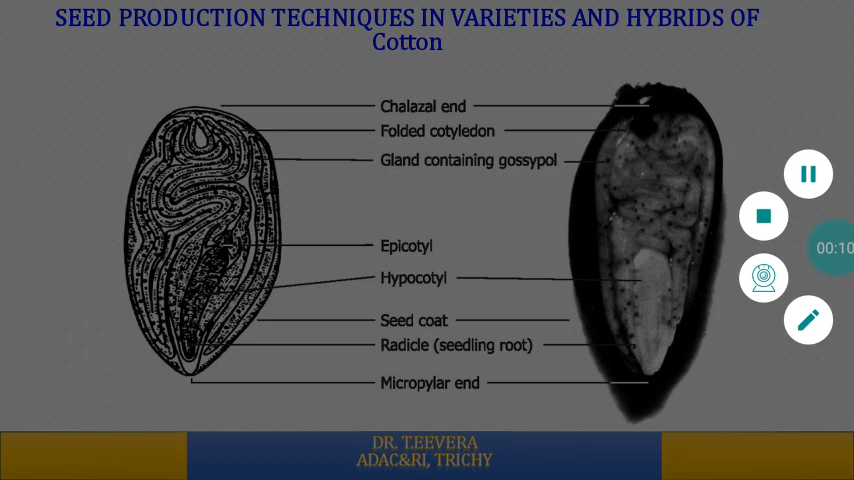 SEED PRODUCTION TECHNIQUES IN VARIETIES AND HYBRIDS OF
Cotton
Chalazal end
Folded cotyledon
Gland containing gossypol
Epicotyl
Hypocotyl
Seed coat
Radicle (seedling root)
Micropylar end
00:10
DR. T.EEVERA
ADAC&RI, TRICHY